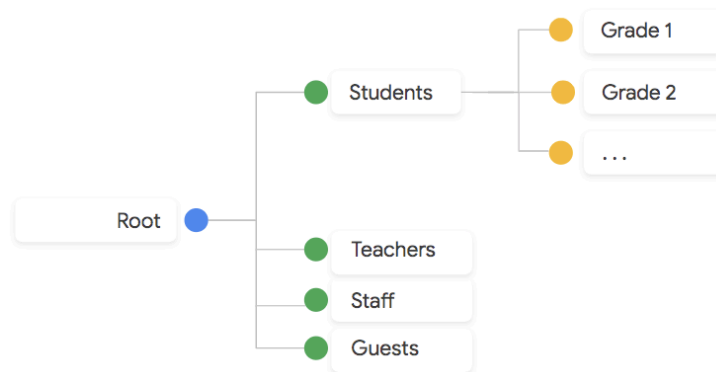 Root
Students
Grade 1
Grade 2
...
Teachers
Staff
Guests